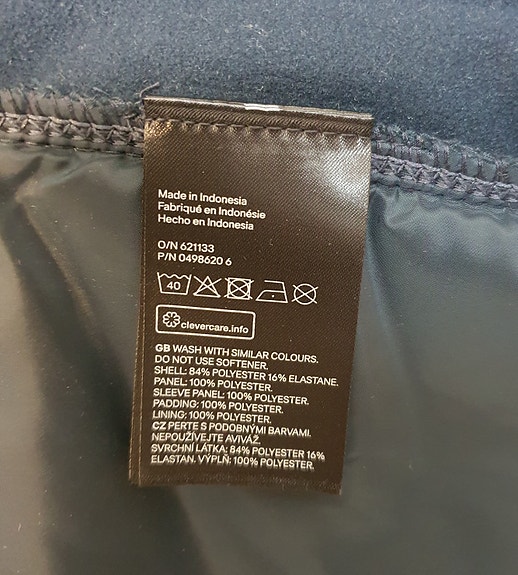 Made in Indonesia
Fabriqué en Indonésie
Hecho en Indonesia
O/N 621133
P/N 0498620 6
40
clevercare.info
GB WASH WITH SIMILAR COLOURS.
DO NOT USE SOFTENER.
SHELL: 84% POLYESTER 16% ELASTANE.
PANEL: 100% POLYESTER.
SLEEVE PANEL: 100% POLYESTER.
PADDING: 100% POLYESTER.
LINING: 100% POLYESTER.
CZ PERTE S PODOBNÝMI BARVAMI.
NEPOUŽÍVEJTE AVIVÁŽ.
SVRCHNÍ LÁTKA: 84% POLYESTER 16%
ELASTAN. VÝPLŇ: 100% POLYESTER.